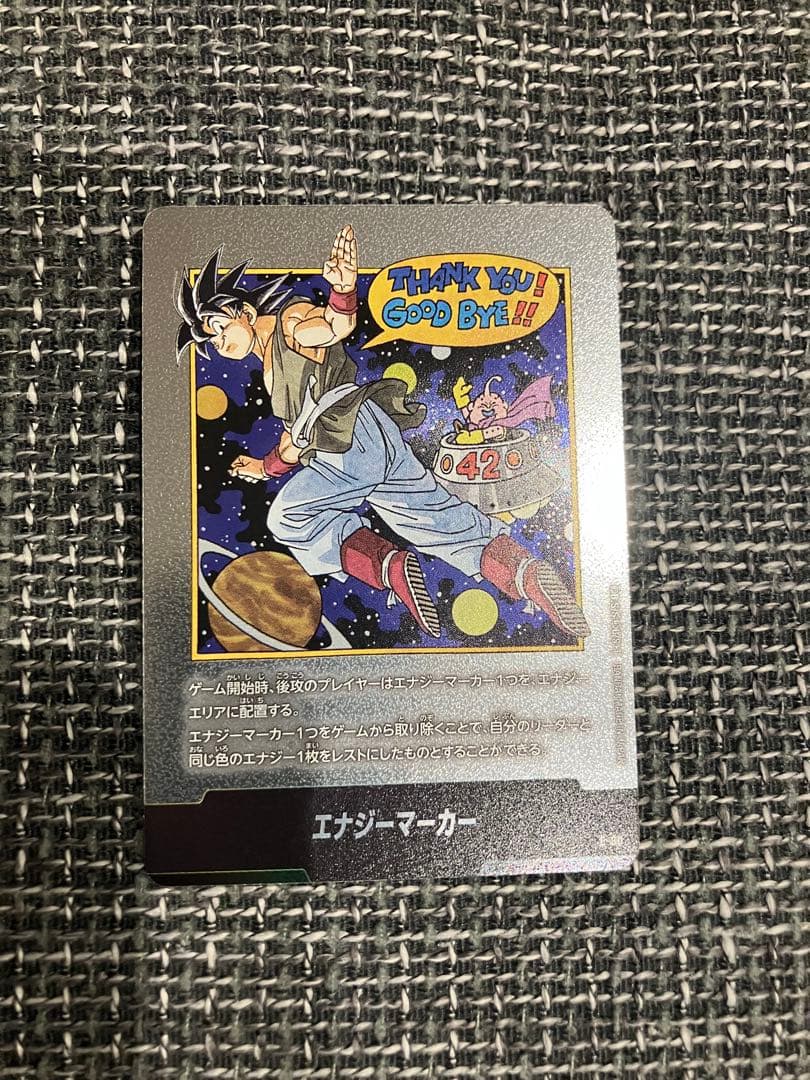 THANK YOU!
GOOD BYE!!
42
ゲーム開始時、後攻のプレイヤーはエナジーマーカー1つを、エナジー
エリアに配置する。
エナジーマーカー1つをゲームから取り除くことで、自分のリーダーと
同じ色のエナジー1枚をレストにしたものとすることができる。
エナジーマーカー